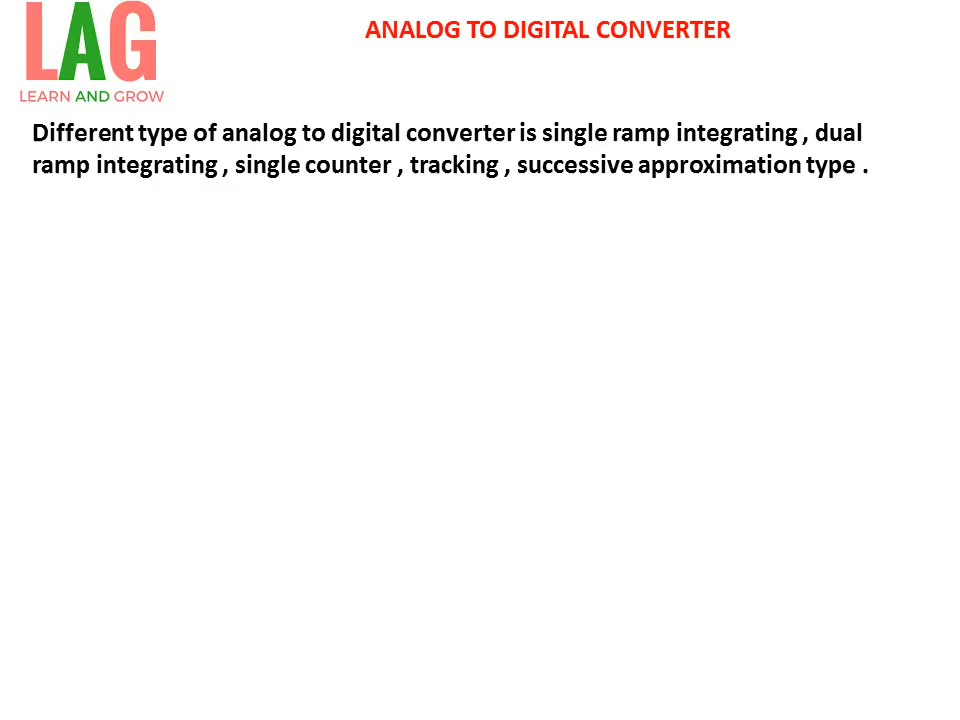 LAG
LEARN AND GROW
ANALOG TO DIGITAL CONVERTER
Different type of analog to digital converter is single ramp integrating , dual
ramp integrating , single counter , tracking , successive approximation type .